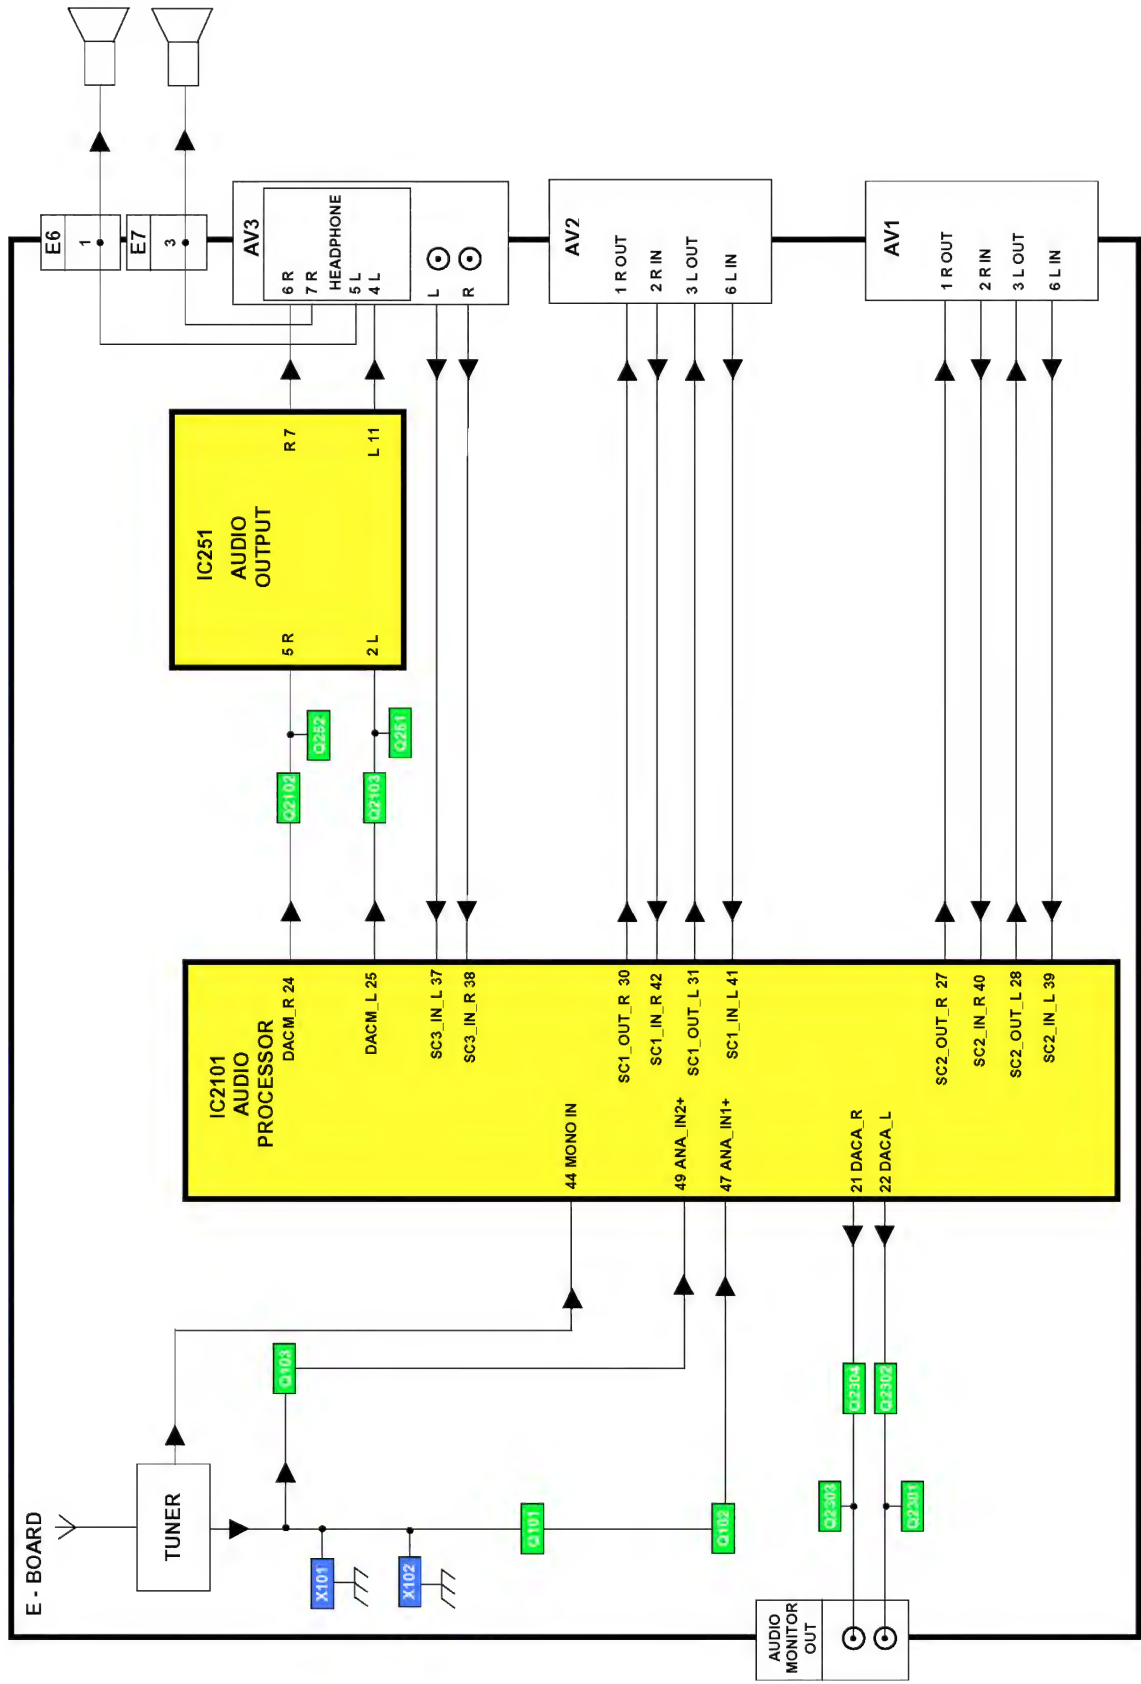 E - BOARD
TUNER
X101
X102
Q101
Q102
Q103
AUDIO
MONITOR
OUT
Q2303
Q2301
Q2304
Q2302
IC2101
AUDIO
PROCESSOR
44 MONO IN
49 ANA_IN2+
47 ANA_IN1+
21 DACA_R
22 DACA_L
DACM_R 24
DACM_L 25
SC3_IN_L 37
SC3_IN_R 38
SC1_OUT_R 30
SC1_IN_R 42
SC1_OUT_L 31
SC1_IN_L 41
SC2_OUT_R 27
SC2_IN_R 40
SC2_OUT_L 28
SC2_IN_L 39
Q2102
Q252
Q2103
Q251
IC251
AUDIO
OUTPUT
5 R
2 L
R 7
L 11
E6
1
E7
3
AV3
6 R
7 R
HEADPHONE
5 L
4 L
L
R
AV2
1 R OUT
2 R IN
3 L OUT
6 L IN
AV1
1 R OUT
2 R IN
3 L OUT
6 L IN